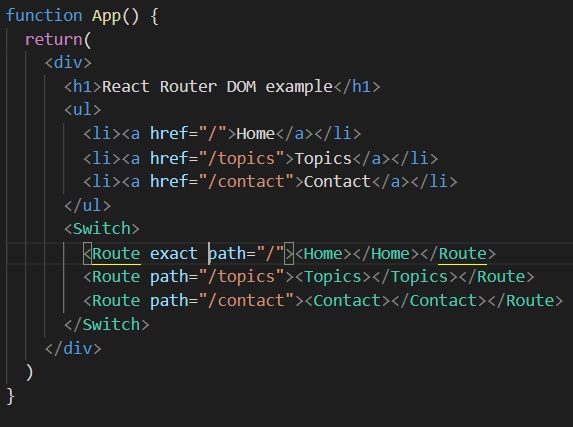 function App() {
  return(
    <div>
      <h1>React Router DOM example</h1>
      <ul>
        <li><a href="/">Home</a></li>
        <li><a href="/topics">Topics</a></li>
        <li><a href="/contact">Contact</a></li>
      </ul>
      <Switch>
        <Route exact path="/"><Home></Home></Route>
        <Route path="/topics"><Topics></Topics></Route>
        <Route path="/contact"><Contact></Contact></Route>
      </Switch>
    </div>
  )
}